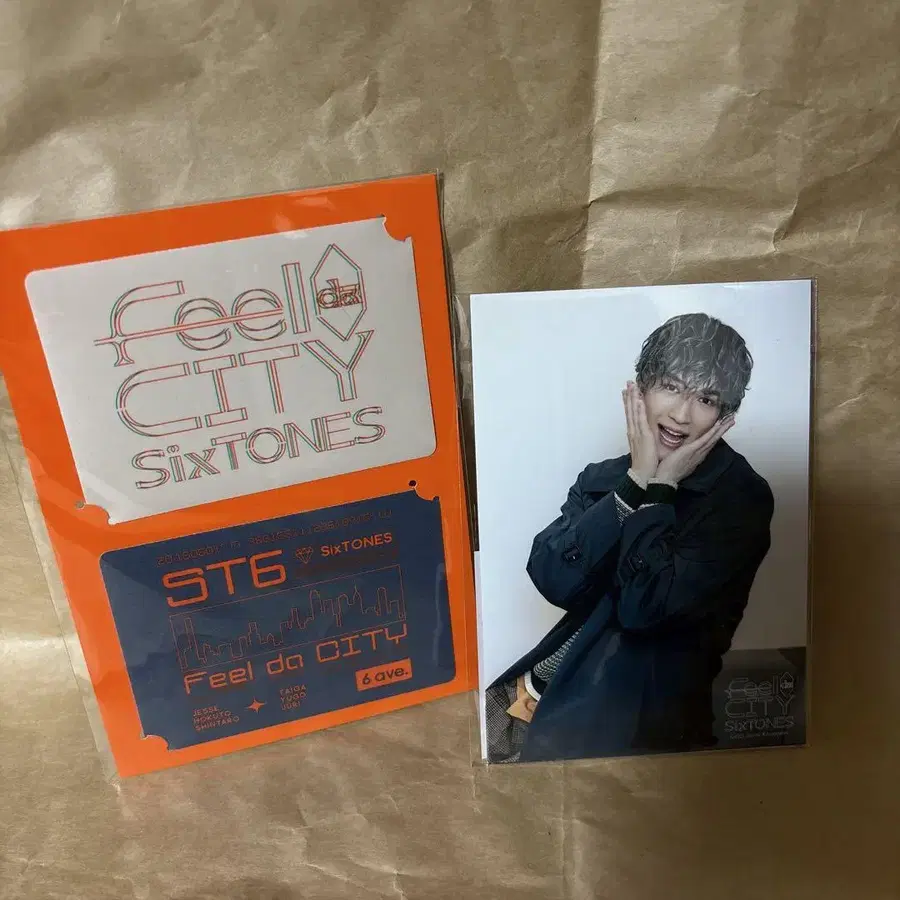 Feel da
CITY
SixTONES
ST6 SixTONES
Feel da CITY
6 ave.
JESSE
HOKUTO
SHINTARO
TAIGA
YUGO
JURI
Feel da
CITY
SixTONES